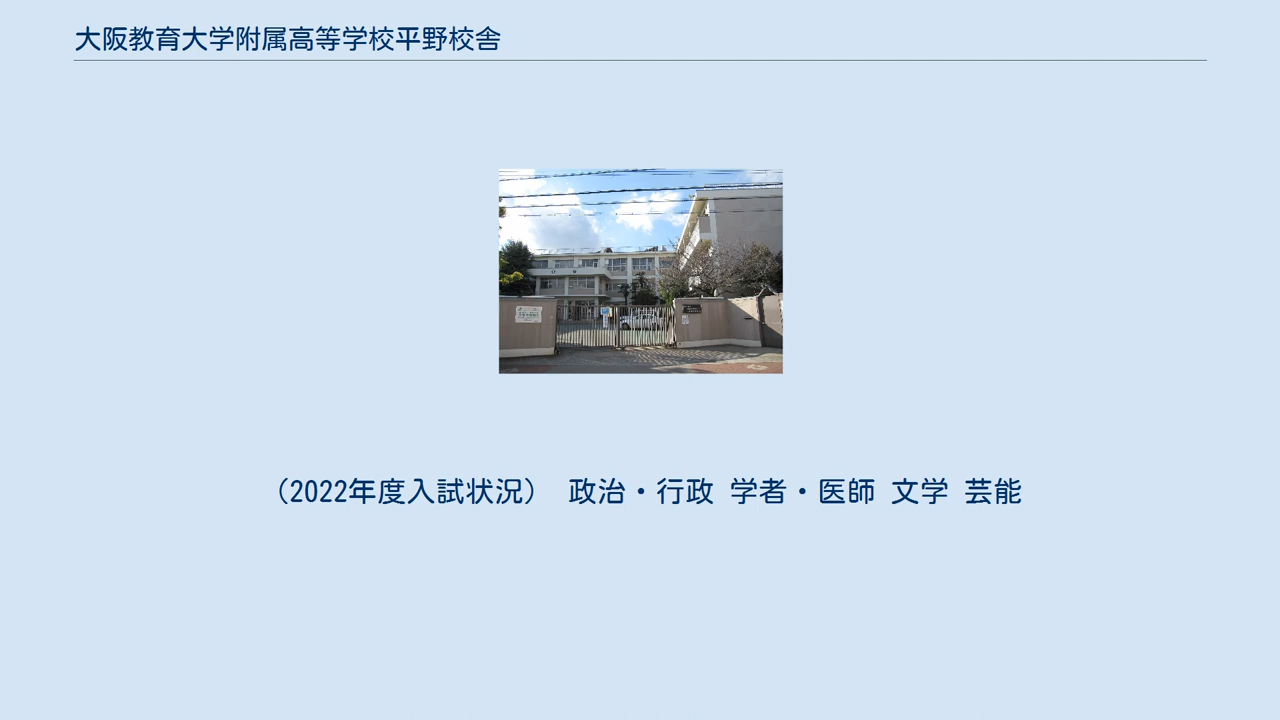 大阪教育大学附属高等学校平野校舎
（2022年度入試状況） 政治・行政 学者・医師 文学 芸能